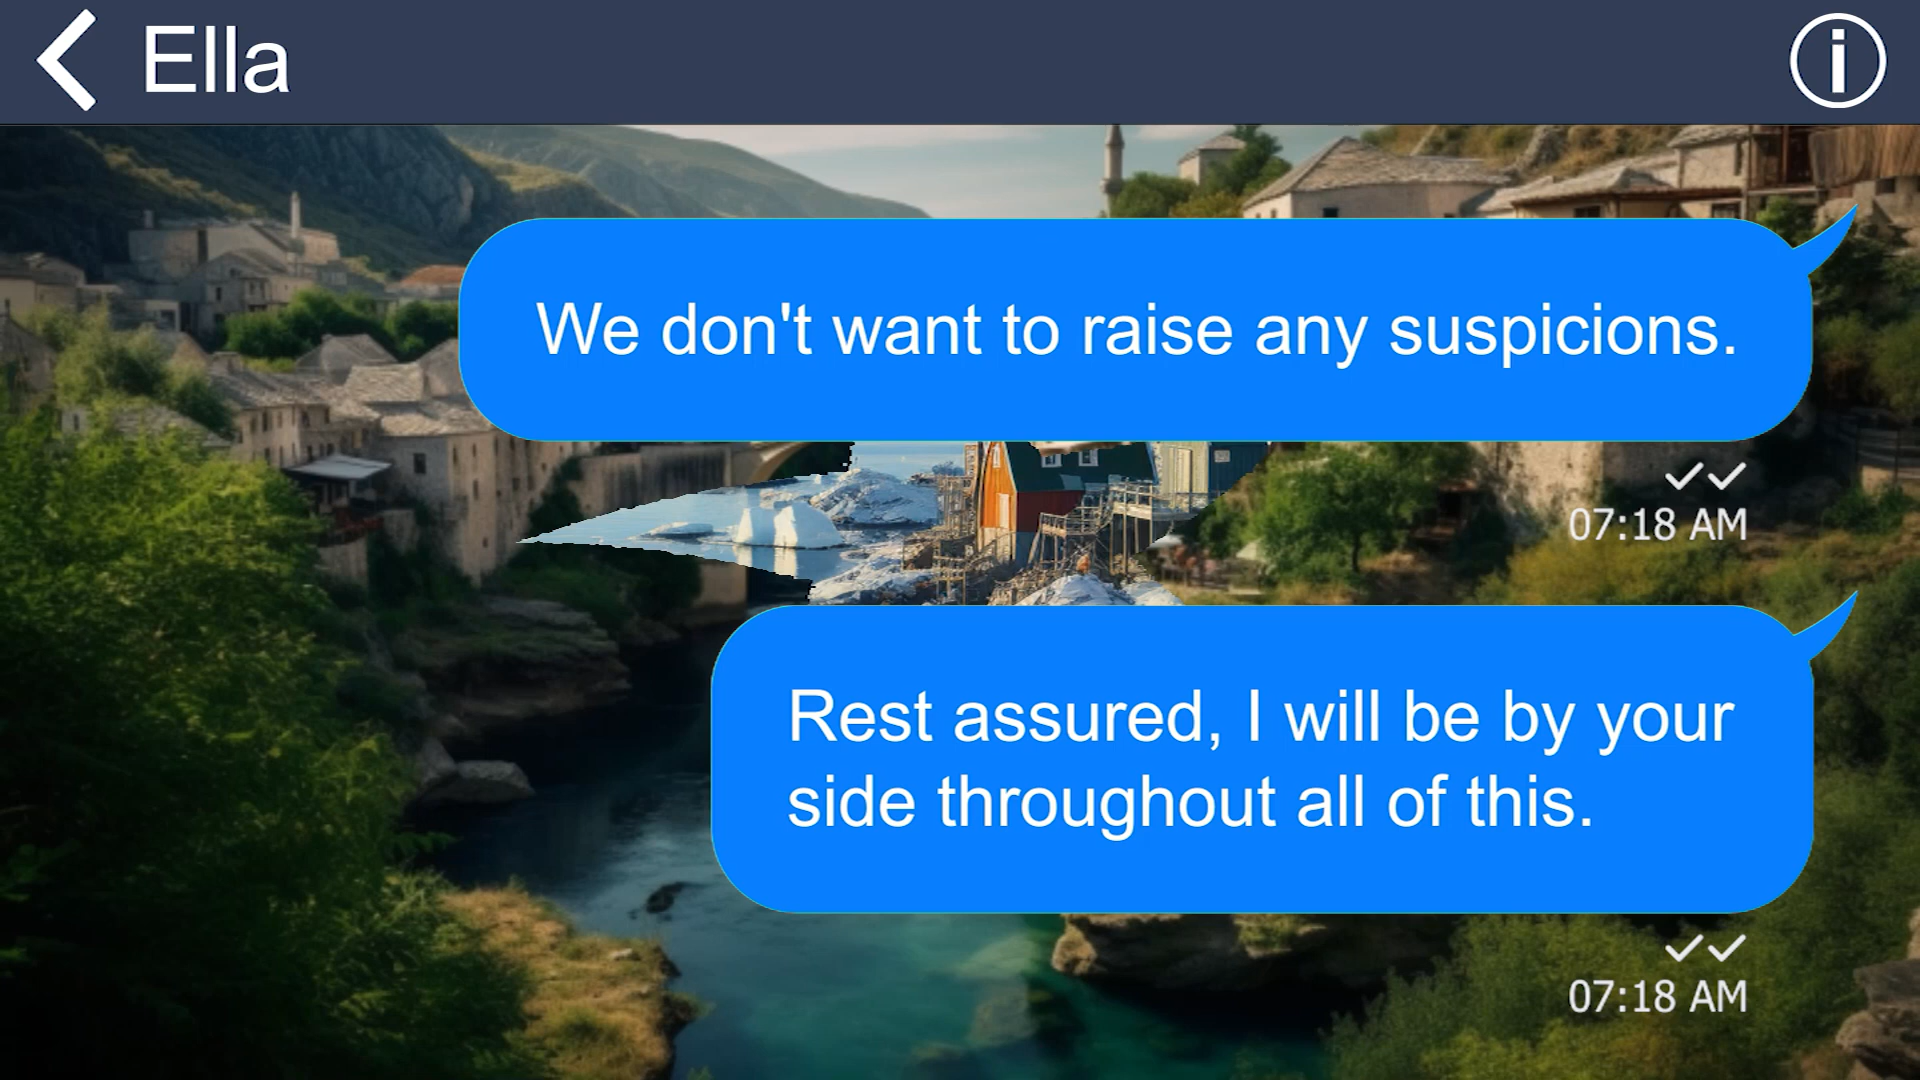 Ella
We don't want to raise any suspicions.
07:18 AM
Rest assured, I will be by your
side throughout all of this.
07:18 AM